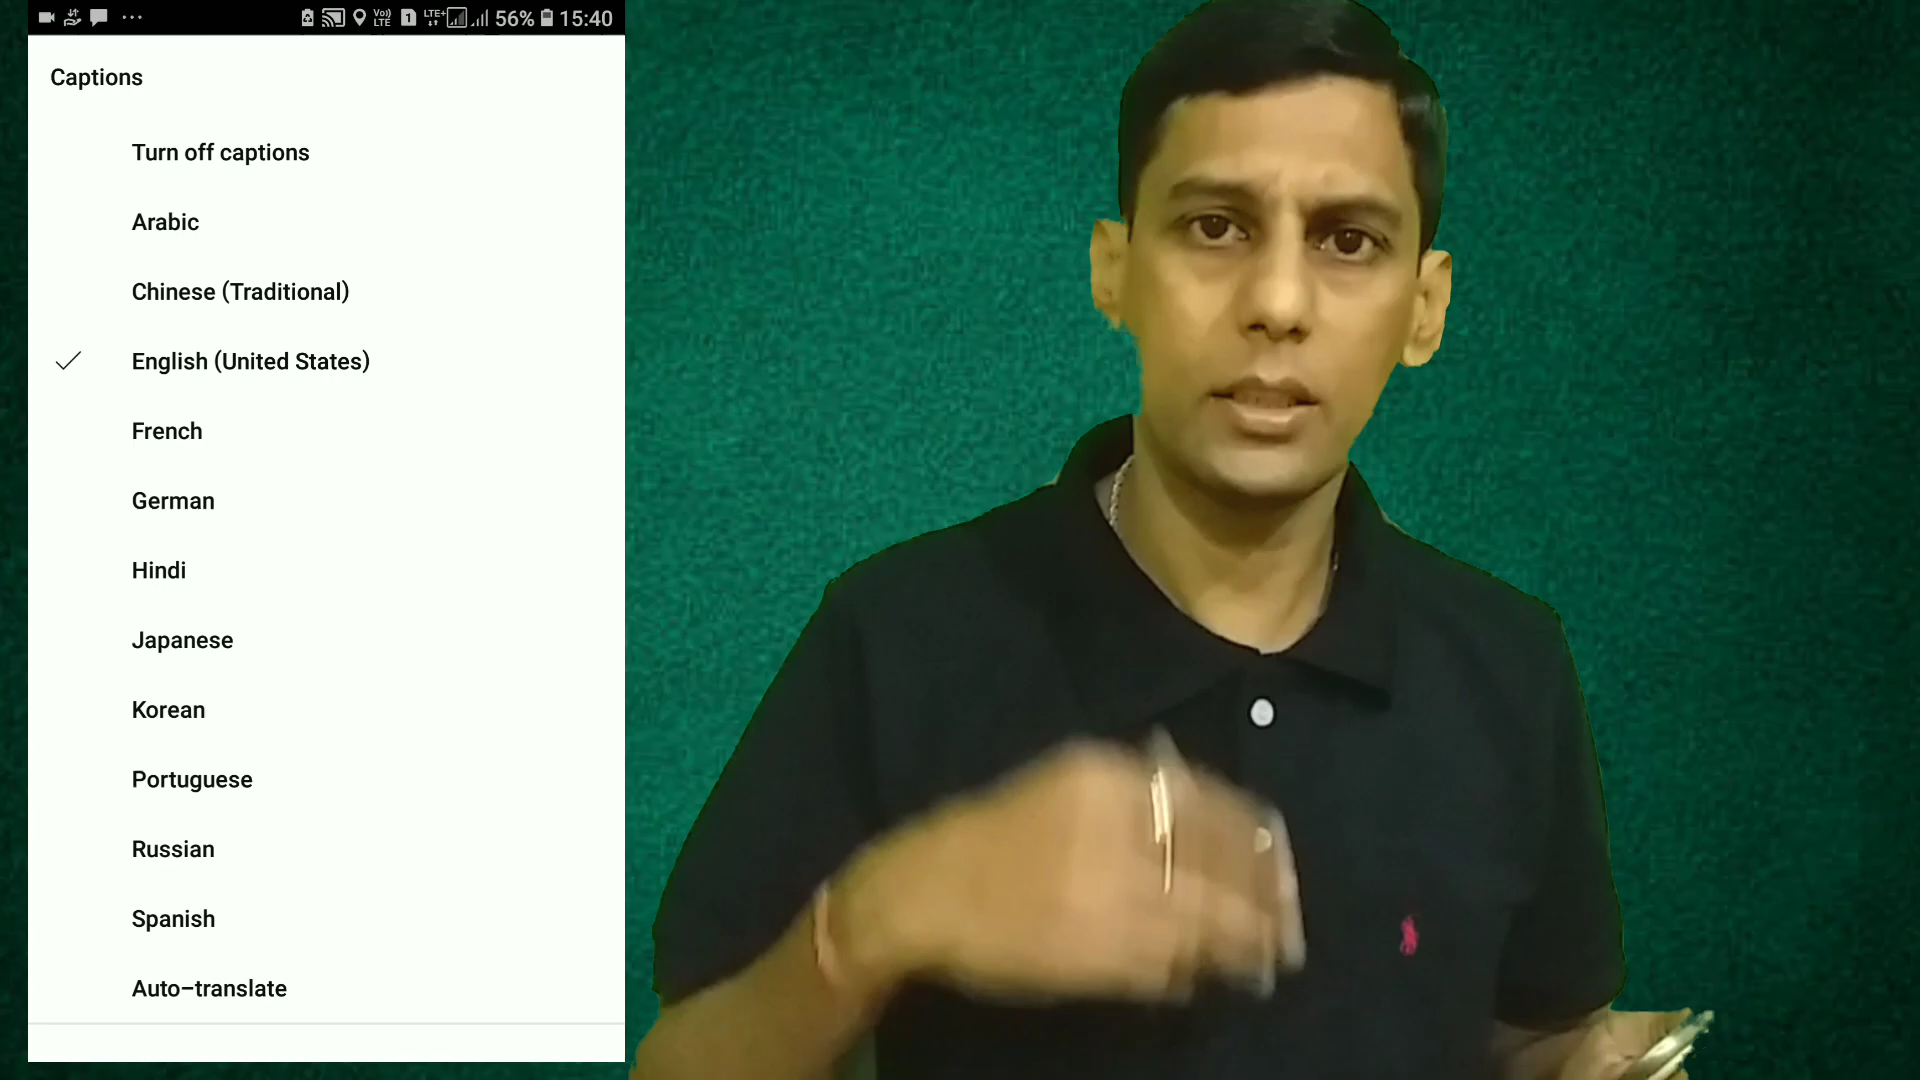 56% 15:40
Captions
Turn off captions
Arabic
Chinese (Traditional)
English (United States)
French
German
Hindi
Japanese
Korean
Portuguese
Russian
Spanish
Auto-translate